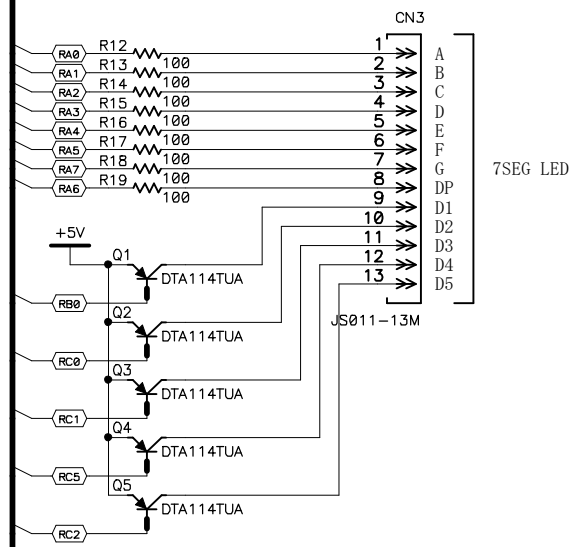 CN3
RA0 R12 100 1 A
RA1 R13 100 2 B
RA2 R14 100 3 C
RA3 R15 100 4 D
RA4 R16 100 5 E
RA5 R17 100 6 F
RA7 R18 100 7 G 7SEG LED
RA6 R19 100 8 DP
9 D1
10 D2
11 D3
12 D4
13 D5
JS011-13M
+5V
Q1
DTA114TUA
RB0
Q2
DTA114TUA
RC0
Q3
DTA114TUA
RC1
Q4
DTA114TUA
RC5
Q5
DTA114TUA
RC2